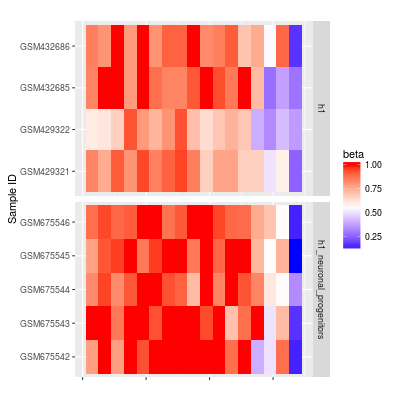 Sample ID
GSM432686
GSM432685
GSM429322
GSM429321
h1
GSM675546
GSM675545
GSM675544
GSM675543
GSM675542
h1_neuronal_progenitors
beta
1.00
0.75
0.50
0.25